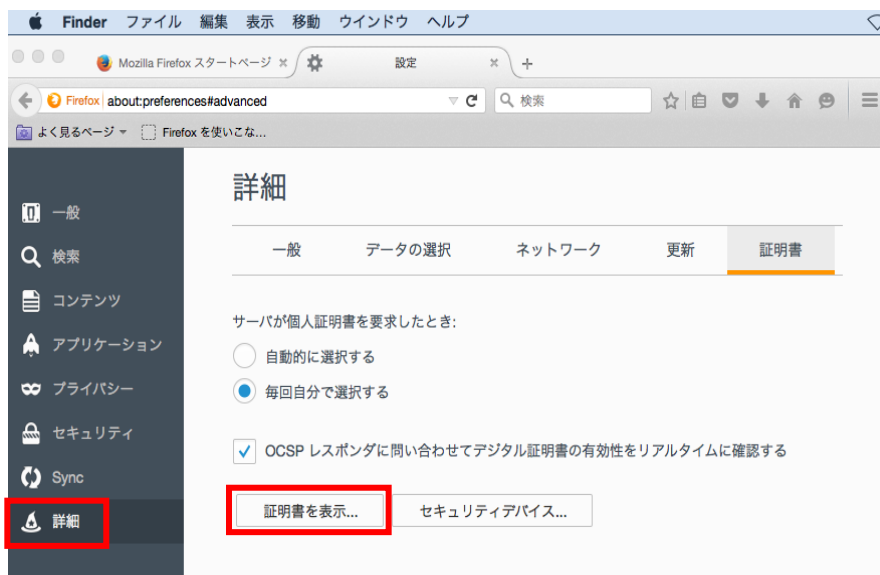 Finder ファイル 編集 表示 移動 ウインドウ ヘルプ
Mozilla Firefox スタートページ × 設定 × +
Firefox about:preferences#advanced 検索
よく見るページ Firefox を使いこな...
詳細
一般
検索
コンテンツ
アプリケーション
プライバシー
セキュリティ
Sync
詳細
一般 データの選択 ネットワーク 更新 証明書
サーバが個人証明書を要求したとき:
自動的に選択する
毎回自分で選択する
OCSP レスポンダに問い合わせてデジタル証明書の有効性をリアルタイムに確認する
証明書を表示... セキュリティデバイス...